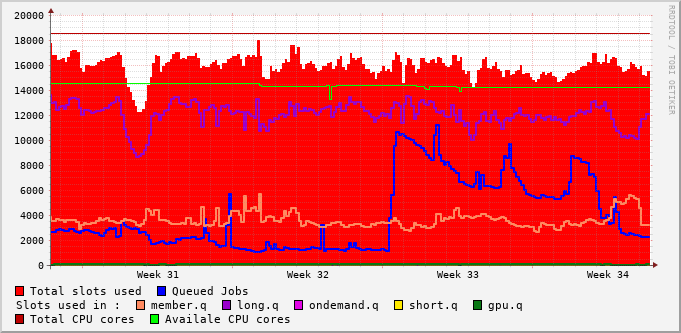 20000
18000
16000
14000
12000
10000
8000
6000
4000
2000
0
Week 31 Week 32 Week 33 Week 34
Total slots used Queued Jobs
Slots used in : member.q long.q ondemand.q short.q gpu.q
Total CPU cores Availale CPU cores
RRDTOOL / TOBI OETIKER